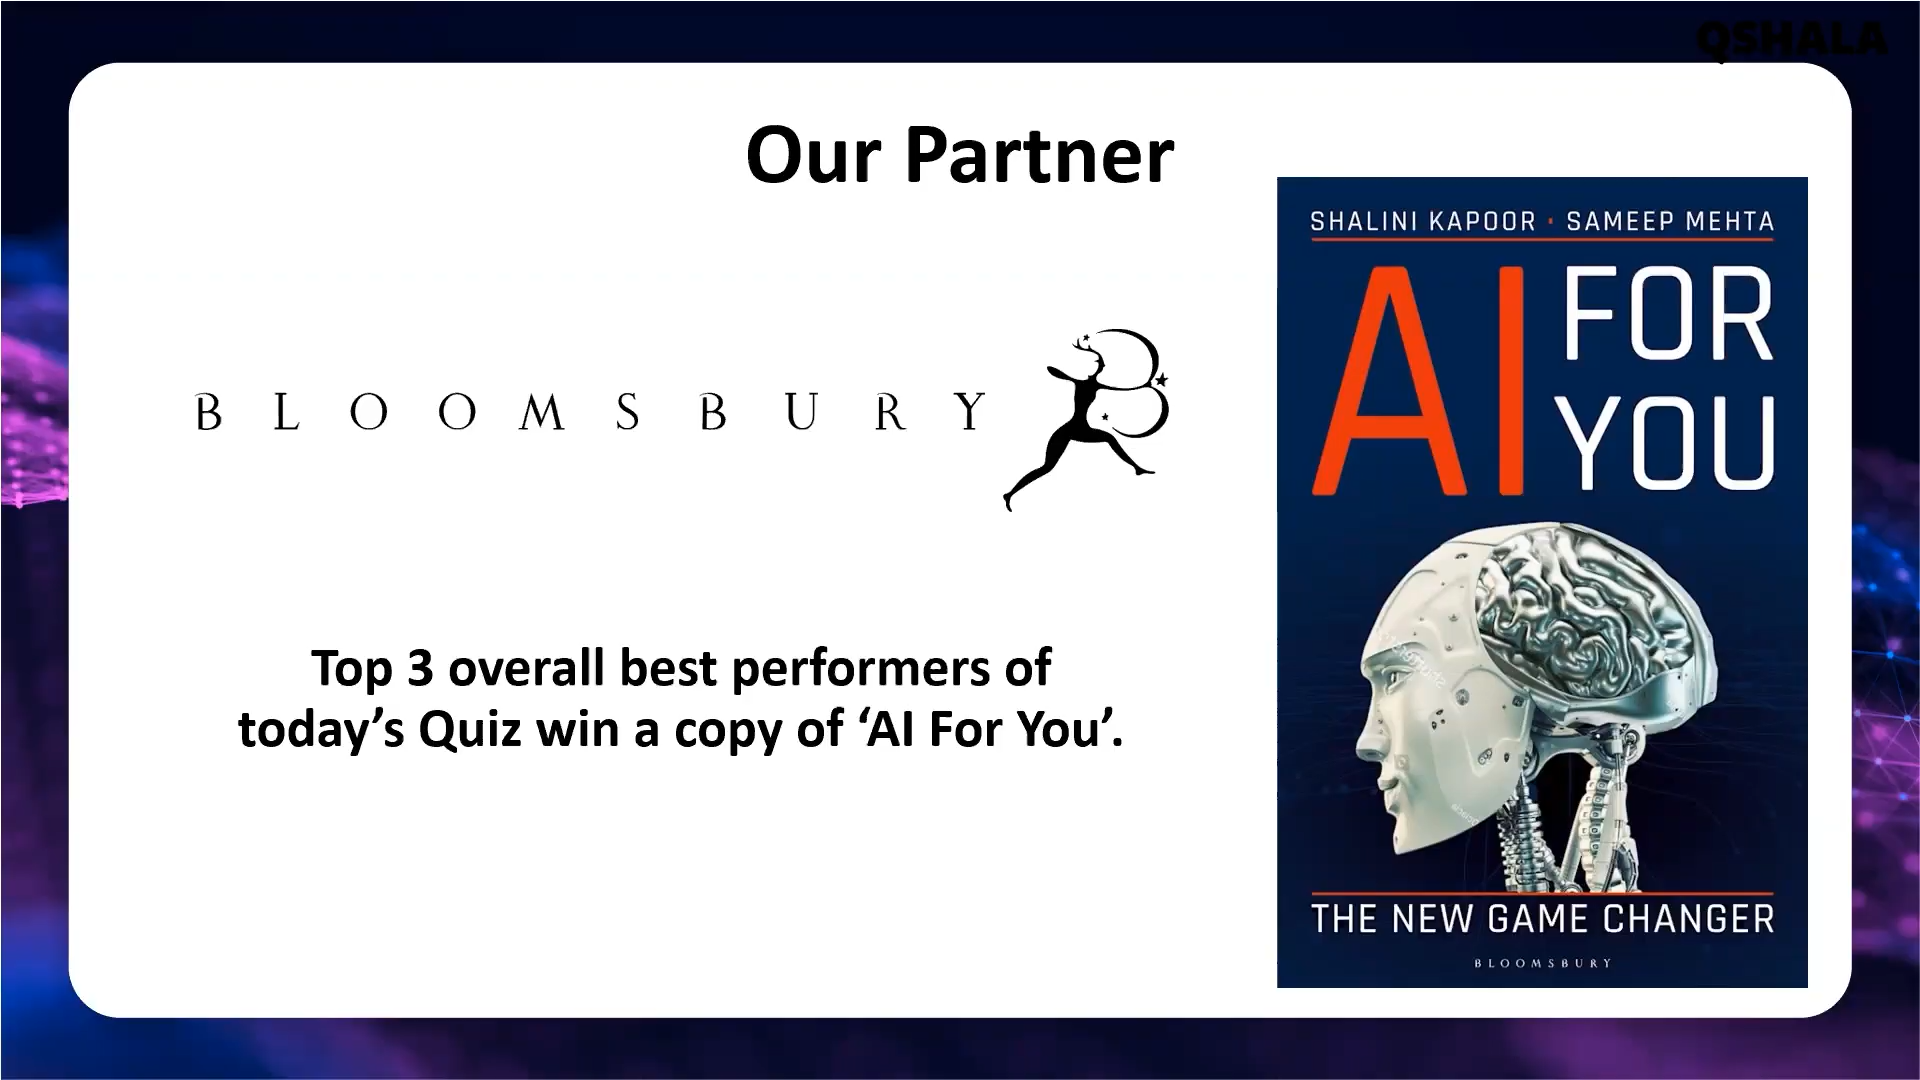 QSHALA
Our Partner
BLOOMSBURY
Top 3 overall best performers of
today’s Quiz win a copy of ‘AI For You’.
SHALINI KAPOOR · SAMEEP MEHTA
AI FOR
YOU
THE NEW GAME CHANGER
BLOOMSBURY